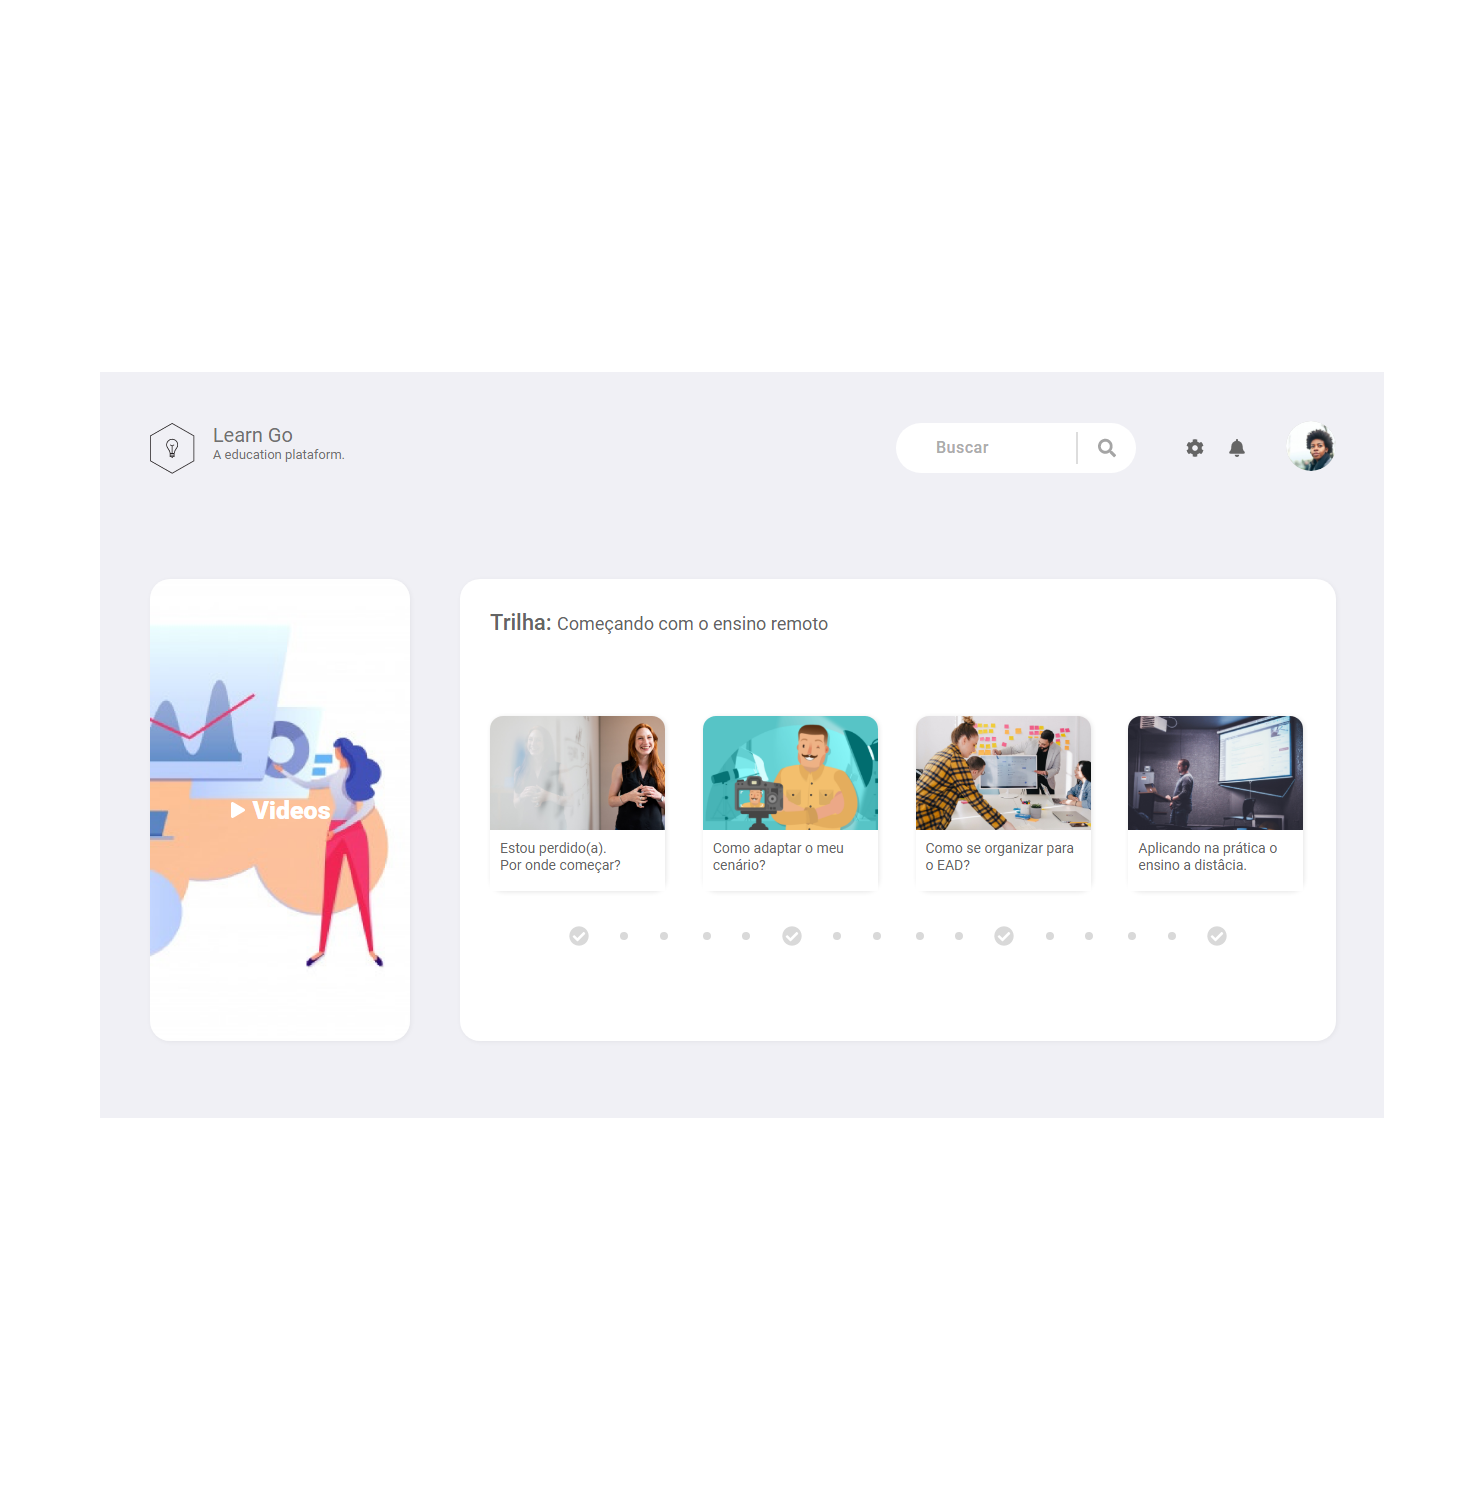 Learn Go
A education plataform.
Buscar
Videos
Trilha: Começando com o ensino remoto
Estou perdido(a).
Por onde começar?
Como adaptar o meu
cenário?
Como se organizar para
o EAD?
Aplicando na prática o
ensino a distâcia.